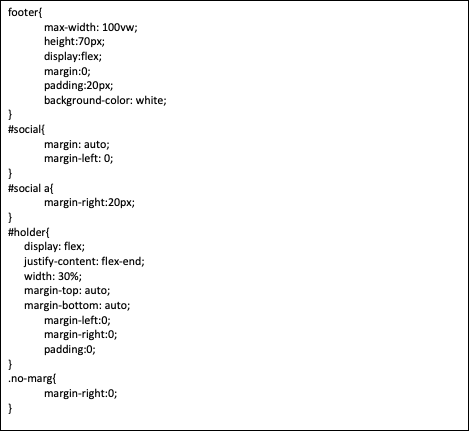 footer{
max-width: 100vw;
height:70px;
display:flex;
margin:0;
padding:20px;
background-color: white;
}
#social{
margin: auto;
margin-left: 0;
}
#social a{
margin-right:20px;
}
#holder{
display: flex;
justify-content: flex-end;
width: 30%;
margin-top: auto;
margin-bottom: auto;
margin-left:0;
margin-right:0;
padding:0;
}
.no-marg{
margin-right:0;
}